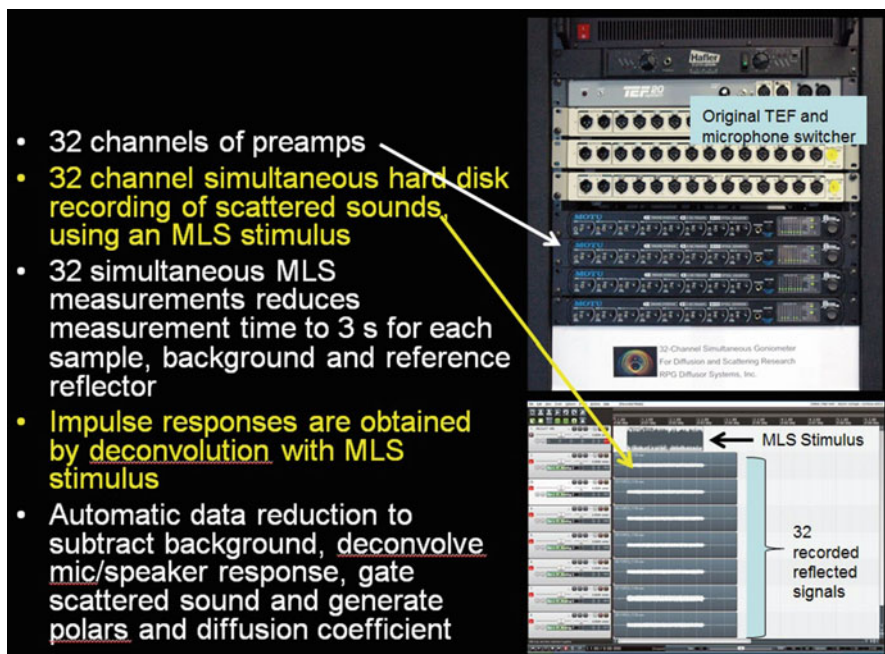 • 32 channels of preamps
• 32 channel simultaneous hard disk
recording of scattered sounds,
using an MLS stimulus
• 32 simultaneous MLS
measurements reduces
measurement time to 3 s for each
sample, background and reference
reflector
• Impulse responses are obtained
by deconvolution with MLS
stimulus
• Automatic data reduction to
subtract background, deconvolve
mic/speaker response, gate
scattered sound and generate
polars and diffusion coefficient
Hafler
TEF 20
Original TEF and
microphone switcher
MOTU
MOTU
MOTU
MOTU
32-Channel Simultaneous Goniometer
For Diffusion and Scattering Research
RPG Diffusor Systems, Inc.
MLS Stimulus
32
recorded
reflected
signals